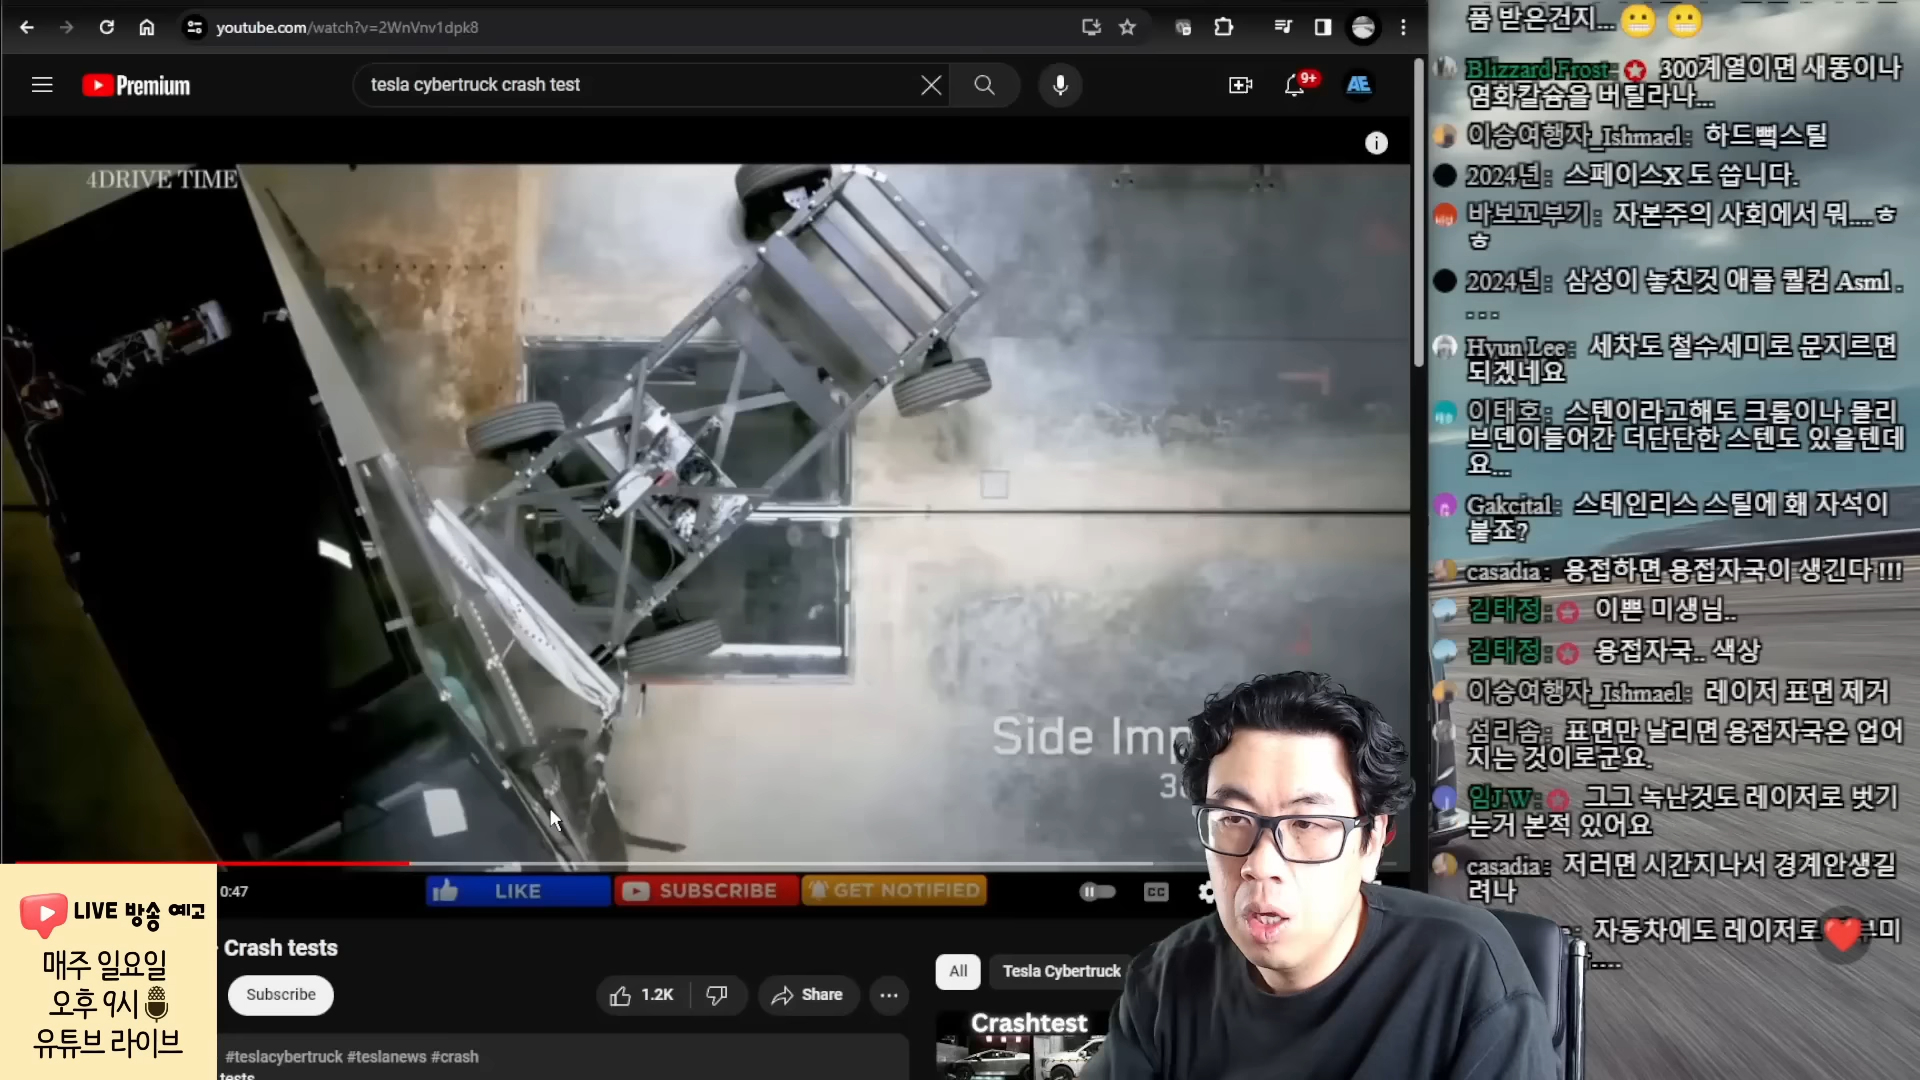 youtube.com/watch?v=2WnVnv1dpk8
Premium
tesla cybertruck crash test
9+
AE
4DRIVE TIME
Side Imp
0:47
LIKE
SUBSCRIBE
GET NOTIFIED
CC
Crash tests
Subscribe
1.2K
Share
All
Tesla Cybertruck
Crashtest
#teslacybertruck #teslanews #crash
tests
LIVE 방송 예고
매주 일요일
오후 9시
유튜브 라이브
품 받은건지...
Blizzard Frost: 300계열이면 새똥이나
염화칼슘을 버틸라나...
이승여행자_Ishmael: 하드빽스틸
2024년: 스페이스X 도 씁니다.
바보꼬부기: 자본주의 사회에서 뭐....ㅎ
ㅎ
2024년: 삼성이 놓친것 애플 퀄컴 Asml .
. . .
Hyun Lee: 세차도 철수세미로 문지르면
되겠네요
이태호: 스텐이라고해도 크롬이나 몰리
브덴이들어간 더단단한 스텐도 있을텐데
요...
Gakcital: 스테인리스 스틸에 홰 자석이
붙죠?
casadia: 용접하면 용접자국이 생긴다 !!!
김태정: 이쁜 미생님..
김태정: 용접자국.. 색상
이승여행자_Ishmael: 레이저 표면 제거
섬리솜: 표면만 날리면 용접자국은 업어
지는 것이로군요.
임J.W: 그그 녹난것도 레이저로 벗기
는거 본적 있어요
casadia: 저러면 시간지나서 경계안생길
려나
자동차에도 레이저로